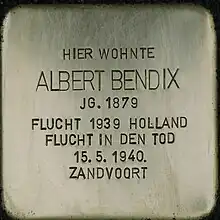 HIER WOHNTE
ALBERT BENDIX
JG. 1879
FLUCHT 1939 HOLLAND
FLUCHT IN DEN TOD
15.5.1940.
ZANDVOORT